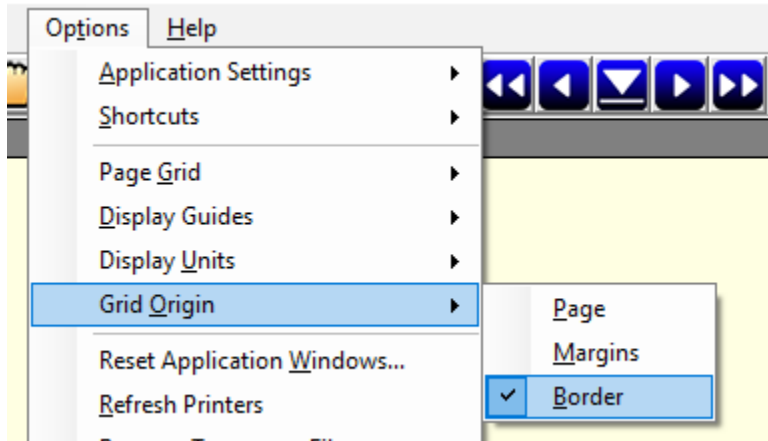 Options Help
Application Settings
Shortcuts
Page Grid
Display Guides
Display Units
Grid Origin
Page
Margins
Border
Reset Application Windows...
Refresh Printers